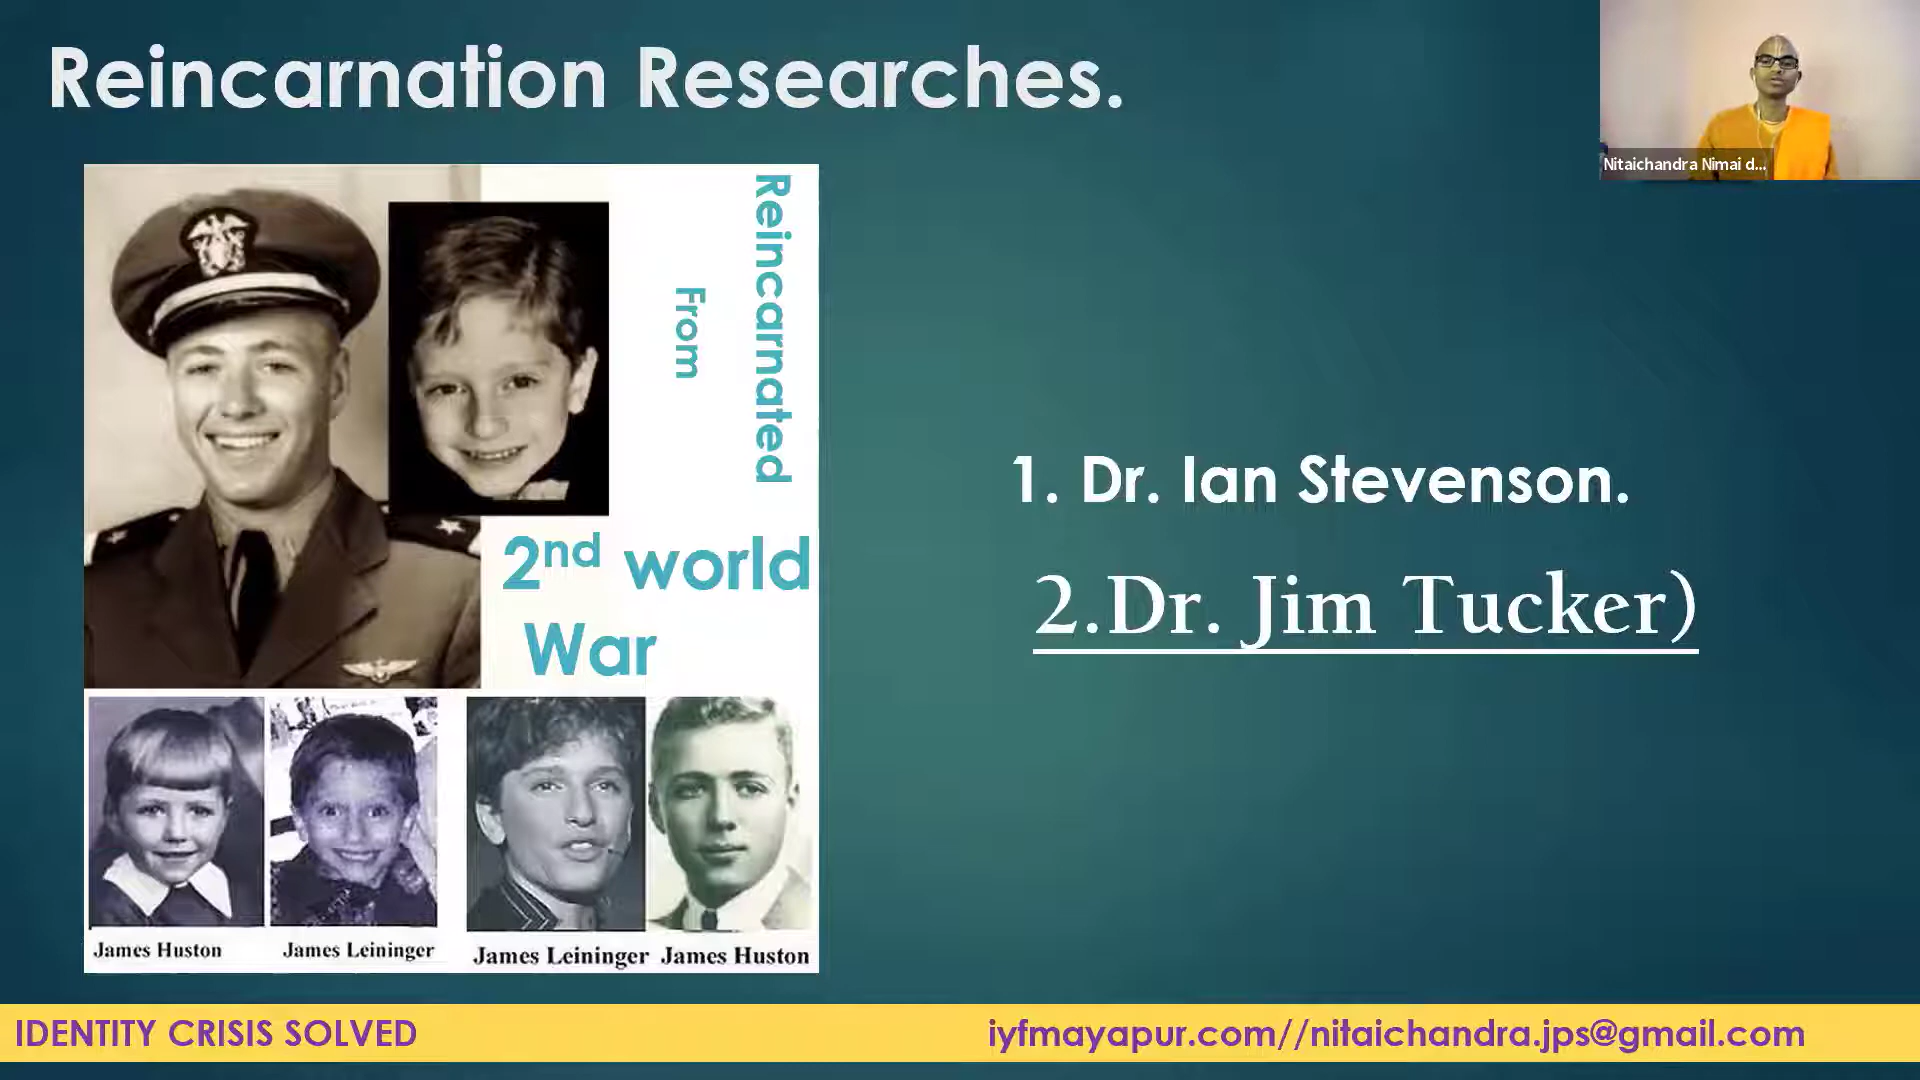 Reincarnation Researches.
Nitaichandra Nimai d...
Reincarnated
From
2nd world
War
1. Dr. Ian Stevenson.
2.Dr. Jim Tucker)
James Huston
James Leininger
James Leininger
James Huston
IDENTITY CRISIS SOLVED
iyfmayapur.com//nitaichandra.jps@gmail.com